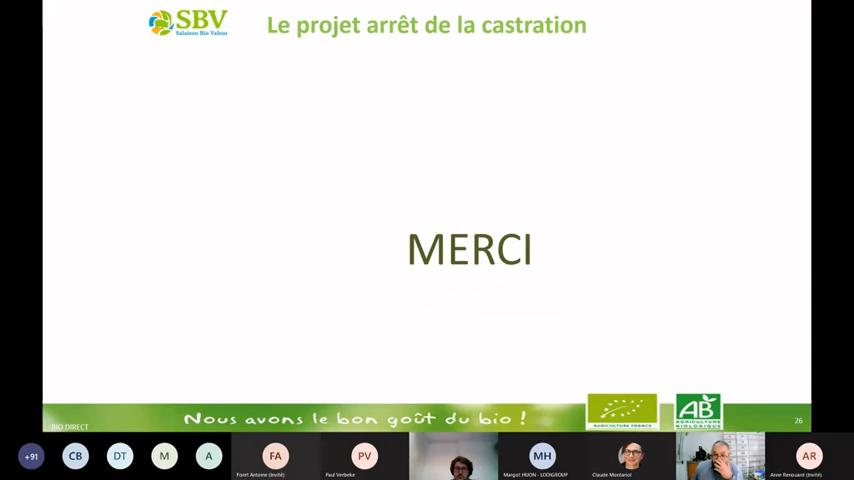 SBV
Salaison Bio Valeur
Le projet arrêt de la castration
MERCI
Nous avons le bon goût du bio !
AGRICULTURE FRANCE
AB
AGRICULTURE
BIOLOGIQUE
BIO DIRECT
26
+91
CB
DT
M
A
FA
Foret Antoine (Invité)
PV
Paul Verbeke
MH
Margot HUON - LODIGROUP
Claude Montanol
AR
Anne Renouard (Invité)